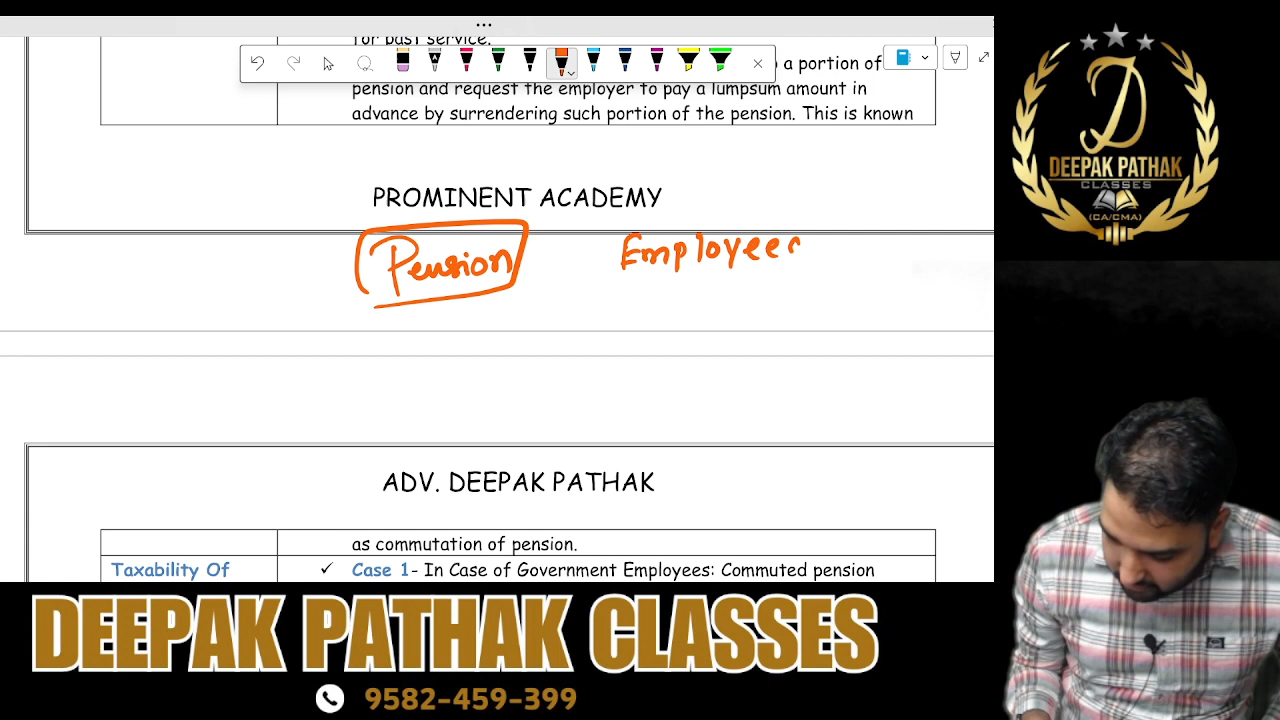 for past service.
a portion of
pension and request the employer to pay a lumpsum amount in
advance by surrendering such portion of the pension. This is known
PROMINENT ACADEMY
Pension
Employee
ADV. DEEPAK PATHAK
as commutation of pension.
Taxability Of
✓ Case 1- In Case of Government Employees: Commuted pension
D
DEEPAK PATHAK
CLASSES
(CA/CMA)
DEEPAK PATHAK CLASSES
9582-459-399